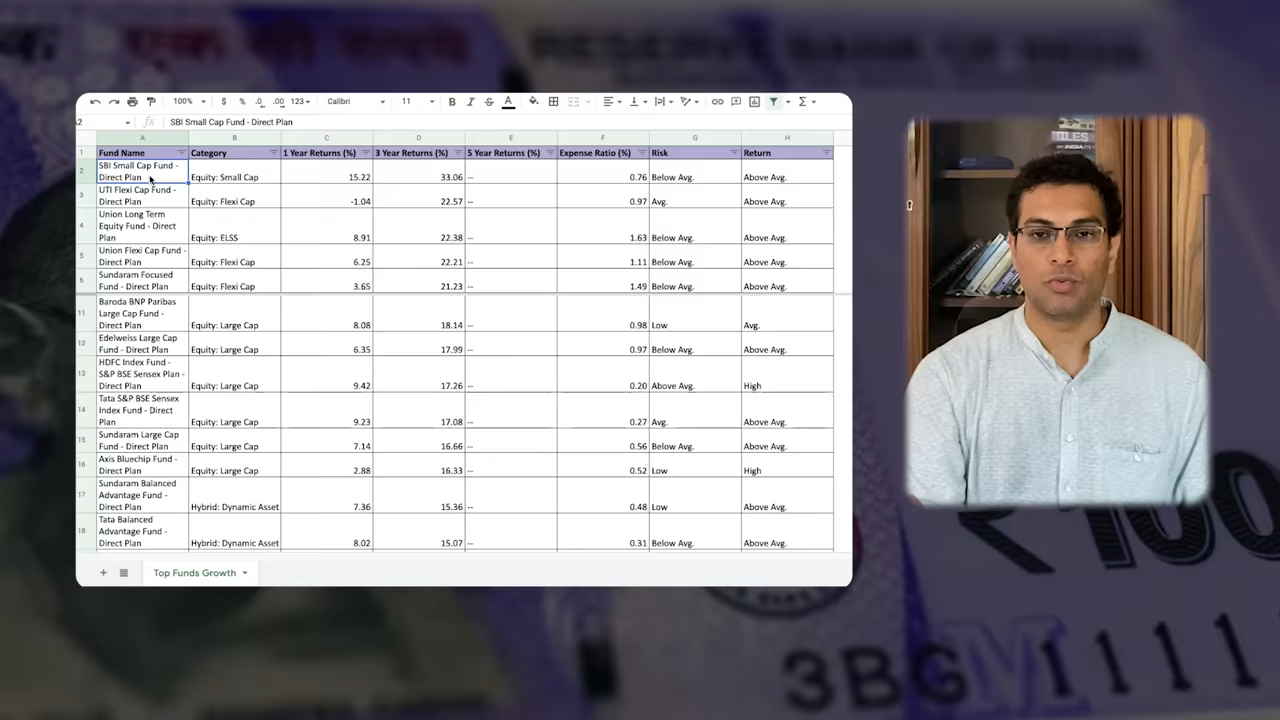 एक की रुपये RESERVE BANK OF INDIA
100% $ % .0 .00 123 Calibri 11 B I S A
A2 fx SBI Small Cap Fund - Direct Plan
A B C D E F G H
1 Fund Name Category 1 Year Returns (%) 3 Year Returns (%) 5 Year Returns (%) Expense Ratio (%) Risk Return
SBI Small Cap Fund -
2 Direct Plan Equity: Small Cap 15.22 33.06 -- 0.76 Below Avg. Above Avg.
UTI Flexi Cap Fund -
3 Direct Plan Equity: Flexi Cap -1.04 22.57 -- 0.97 Avg. Above Avg.
Union Long Term
Equity Fund - Direct
4 Plan Equity: ELSS 8.91 22.38 -- 1.63 Below Avg. Above Avg.
Union Flexi Cap Fund -
5 Direct Plan Equity: Flexi Cap 6.25 22.21 -- 1.11 Below Avg. Above Avg.
Sundaram Focused
6 Fund - Direct Plan Equity: Flexi Cap 3.65 21.23 -- 1.49 Below Avg. Above Avg.
Baroda BNP Paribas
Large Cap Fund -
11 Direct Plan Equity: Large Cap 8.08 18.14 -- 0.98 Low Avg.
Edelweiss Large Cap
12 Fund - Direct Plan Equity: Large Cap 6.35 17.99 -- 0.97 Below Avg. Above Avg.
HDFC Index Fund -
S&P BSE Sensex Plan -
13 Direct Plan Equity: Large Cap 9.42 17.26 -- 0.20 Above Avg. High
Tata S&P BSE Sensex
Index Fund - Direct
14 Plan Equity: Large Cap 9.23 17.08 -- 0.27 Avg. Above Avg.
Sundaram Large Cap
15 Fund - Direct Plan Equity: Large Cap 7.14 16.66 -- 0.56 Below Avg. Above Avg.
Axis Bluechip Fund -
16 Direct Plan Equity: Large Cap 2.88 16.33 -- 0.52 Low High
Sundaram Balanced
Advantage Fund -
17 Direct Plan Hybrid: Dynamic Asset 7.36 15.36 -- 0.48 Low Above Avg.
Tata Balanced
Advantage Fund -
18 Direct Plan Hybrid: Dynamic Asset 8.02 15.07 -- 0.31 Below Avg. Above Avg.
+ Top Funds Growth
TILES
INDIA
₹100
3BG 1111